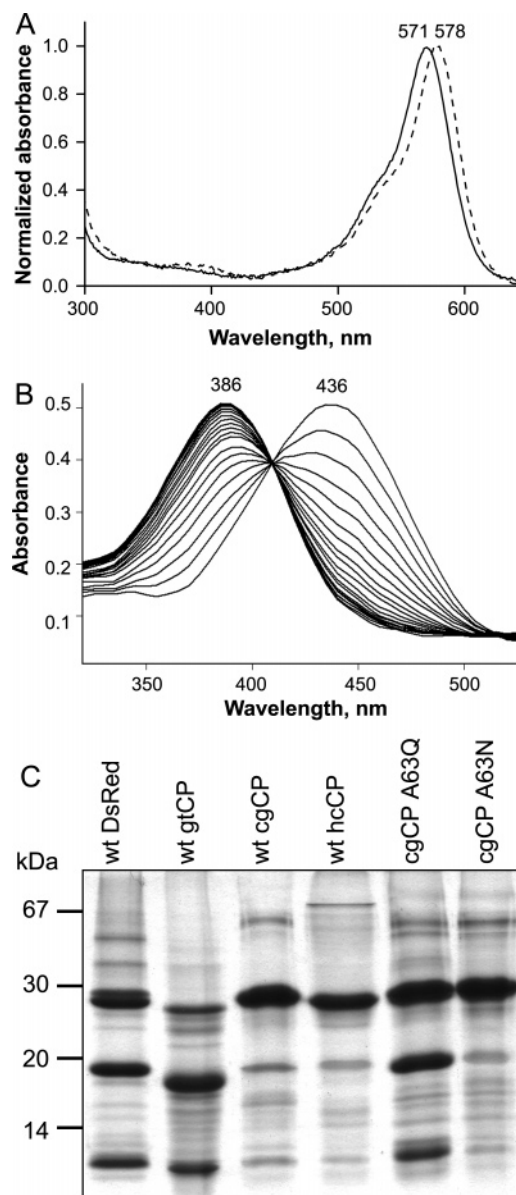 A
571 578
Normalized absorbance
1.0
0.8
0.6
0.4
0.2
0.0
300 400 500 600
Wavelength, nm
B
386 436
Absorbance
0.5
0.4
0.3
0.2
0.1
350 400 450 500
Wavelength, nm
C
wt DsRed
wt gtCP
wt cgCP
wt hcCP
cgCP A63Q
cgCP A63N
kDa
67
30
20
14